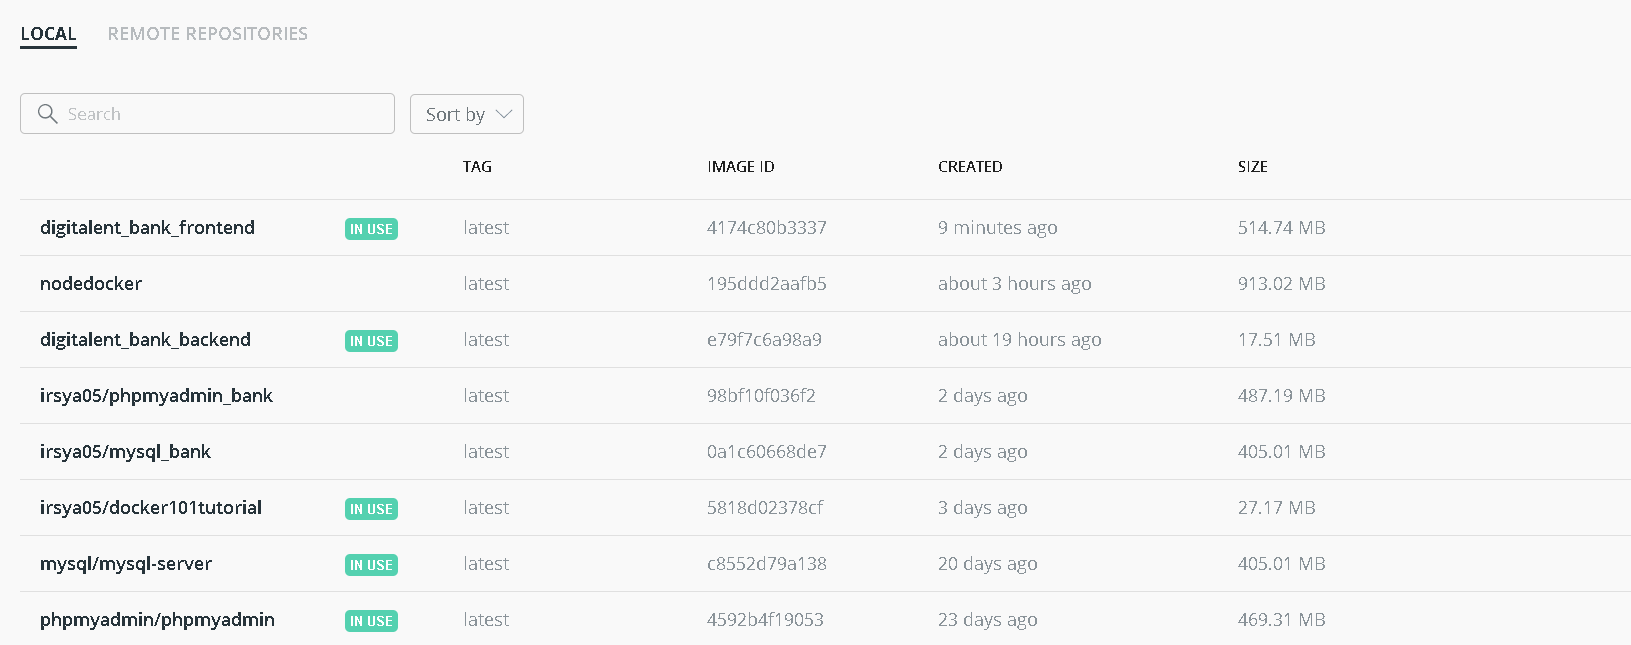 LOCAL REMOTE REPOSITORIES
Search Sort by
TAG IMAGE ID CREATED SIZE
digitalent_bank_frontend IN USE latest 4174c80b3337 9 minutes ago 514.74 MB
nodedocker latest 195ddd2aafb5 about 3 hours ago 913.02 MB
digitalent_bank_backend IN USE latest e79f7c6a98a9 about 19 hours ago 17.51 MB
irsya05/phpmyadmin_bank latest 98bf10f036f2 2 days ago 487.19 MB
irsya05/mysql_bank latest 0a1c60668de7 2 days ago 405.01 MB
irsya05/docker101tutorial IN USE latest 5818d02378cf 3 days ago 27.17 MB
mysql/mysql-server IN USE latest c8552d79a138 20 days ago 405.01 MB
phpmyadmin/phpmyadmin IN USE latest 4592b4f19053 23 days ago 469.31 MB